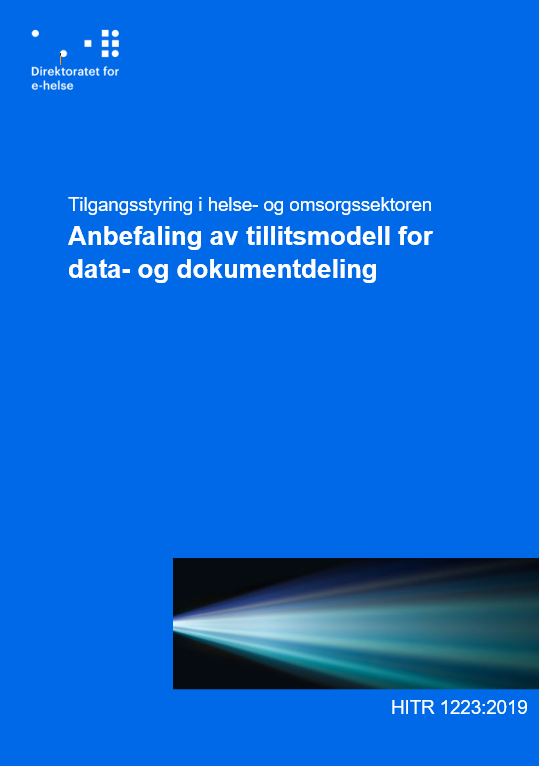 Direktoratet for
e-helse
Tilgangsstyring i helse- og omsorgssektoren
Anbefaling av tillitsmodell for
data- og dokumentdeling
HITR 1223:2019